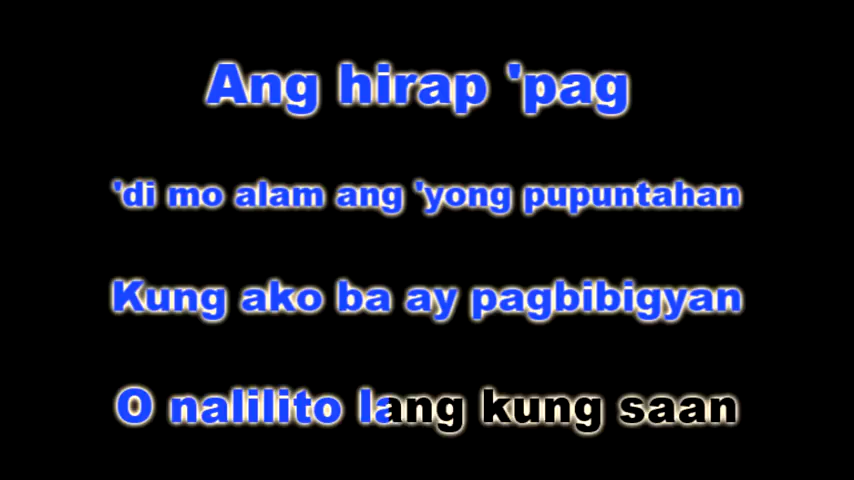 Ang hirap 'pag
'di mo alam ang 'yong pupuntahan
Kung ako ba ay pagbibigyan
O nalilito lang kung saan